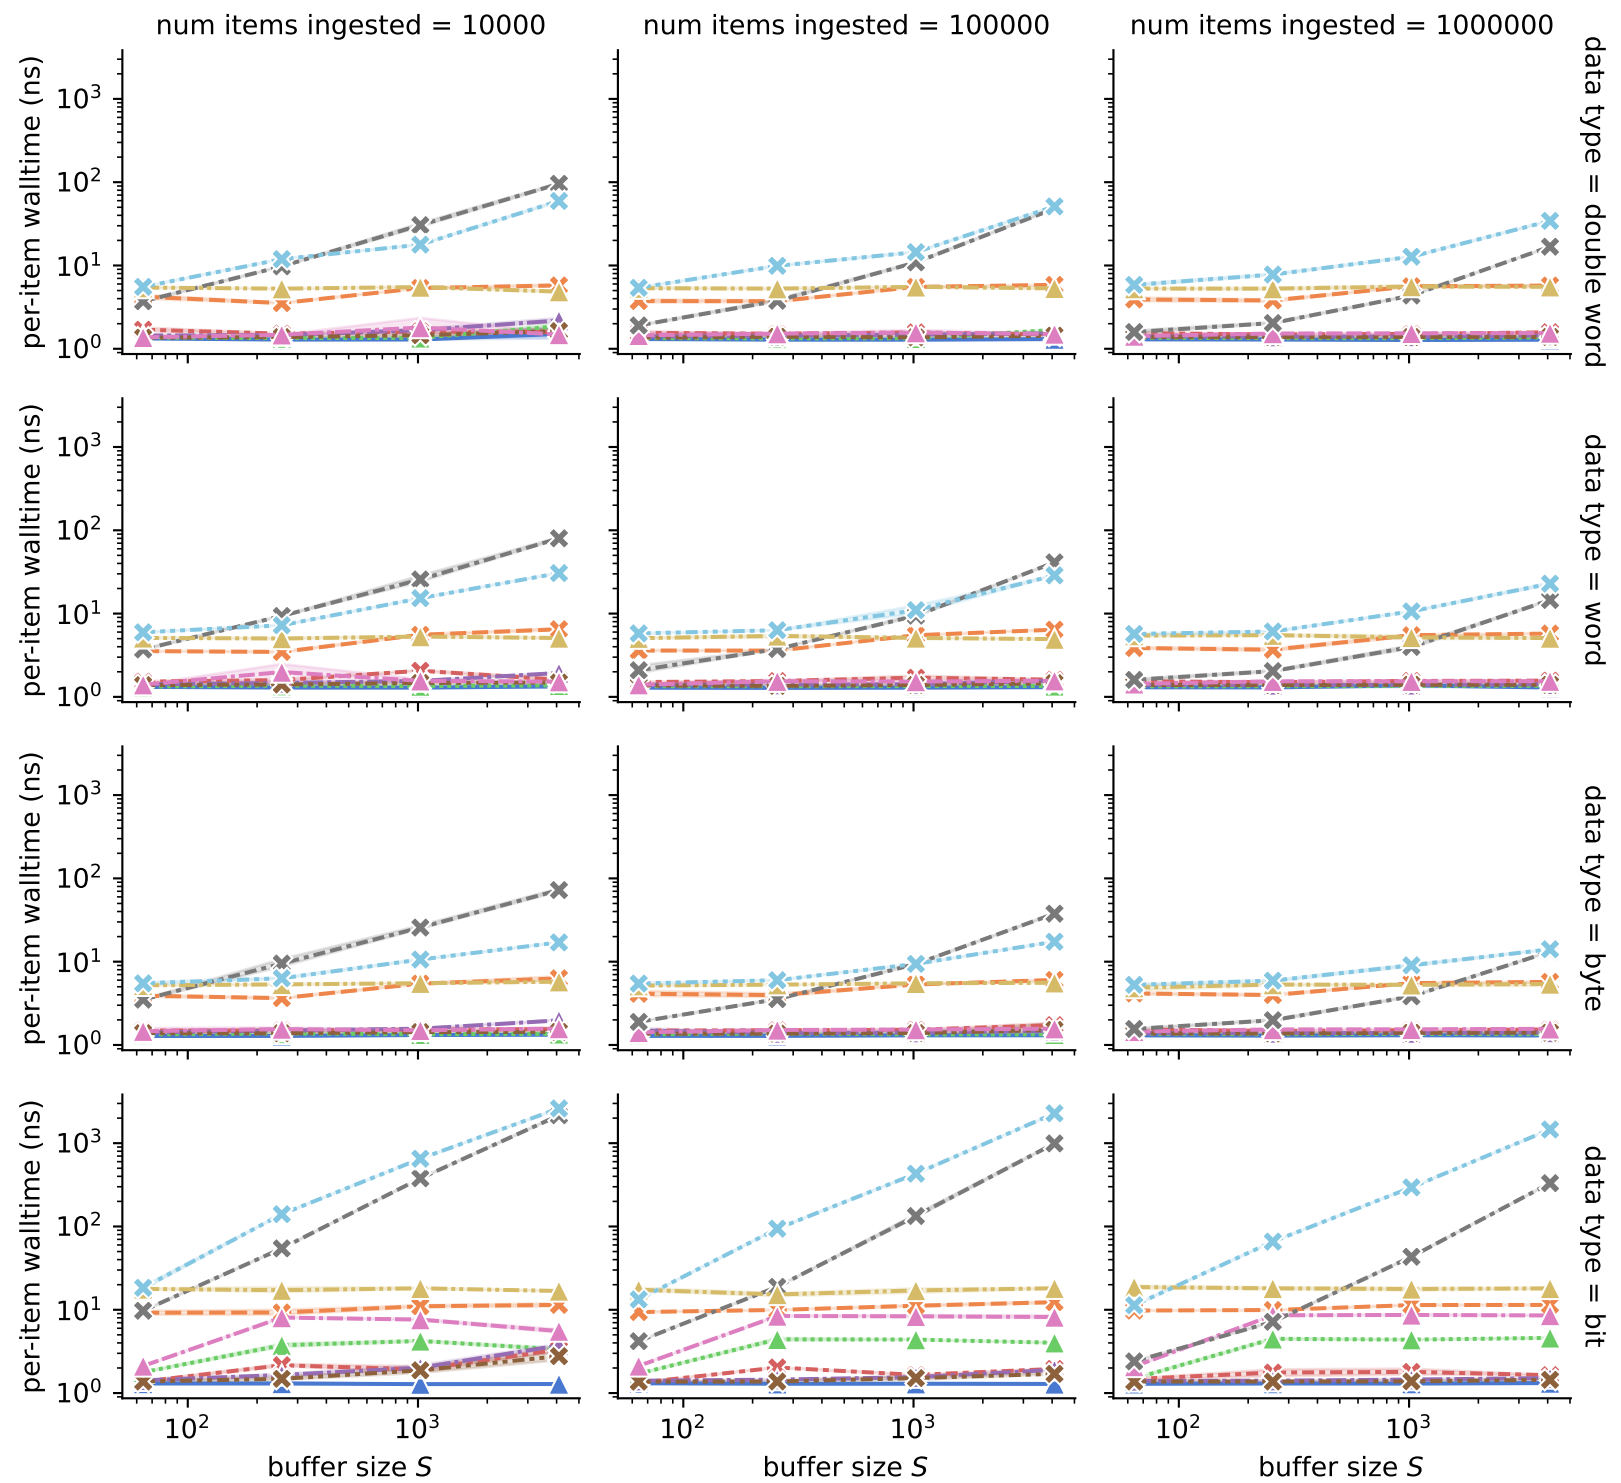 num items ingested = 10000
num items ingested = 100000
num items ingested = 1000000
per-item walltime (ns)
10³
10²
10¹
10⁰
data type = double word
per-item walltime (ns)
10³
10²
10¹
10⁰
data type = word
per-item walltime (ns)
10³
10²
10¹
10⁰
data type = byte
per-item walltime (ns)
10³
10²
10¹
10⁰
data type = bit
10²
10³
10²
10³
10²
10³
buffer size S
buffer size S
buffer size S